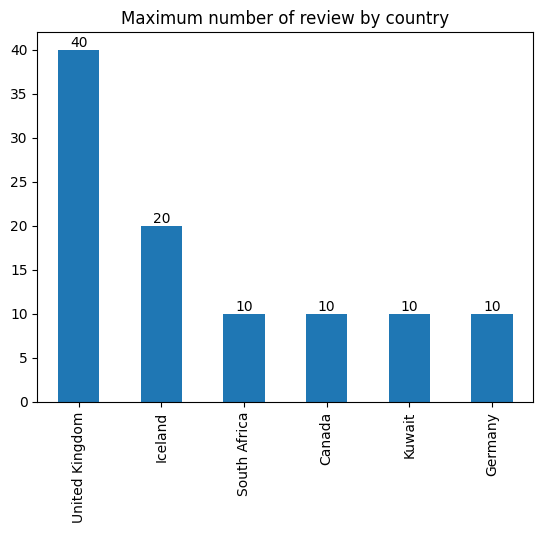 Maximum number of review by country
40
35
30
25
20
15
10
5
0
40
20
10
10
10
10
United Kingdom
Iceland
South Africa
Canada
Kuwait
Germany